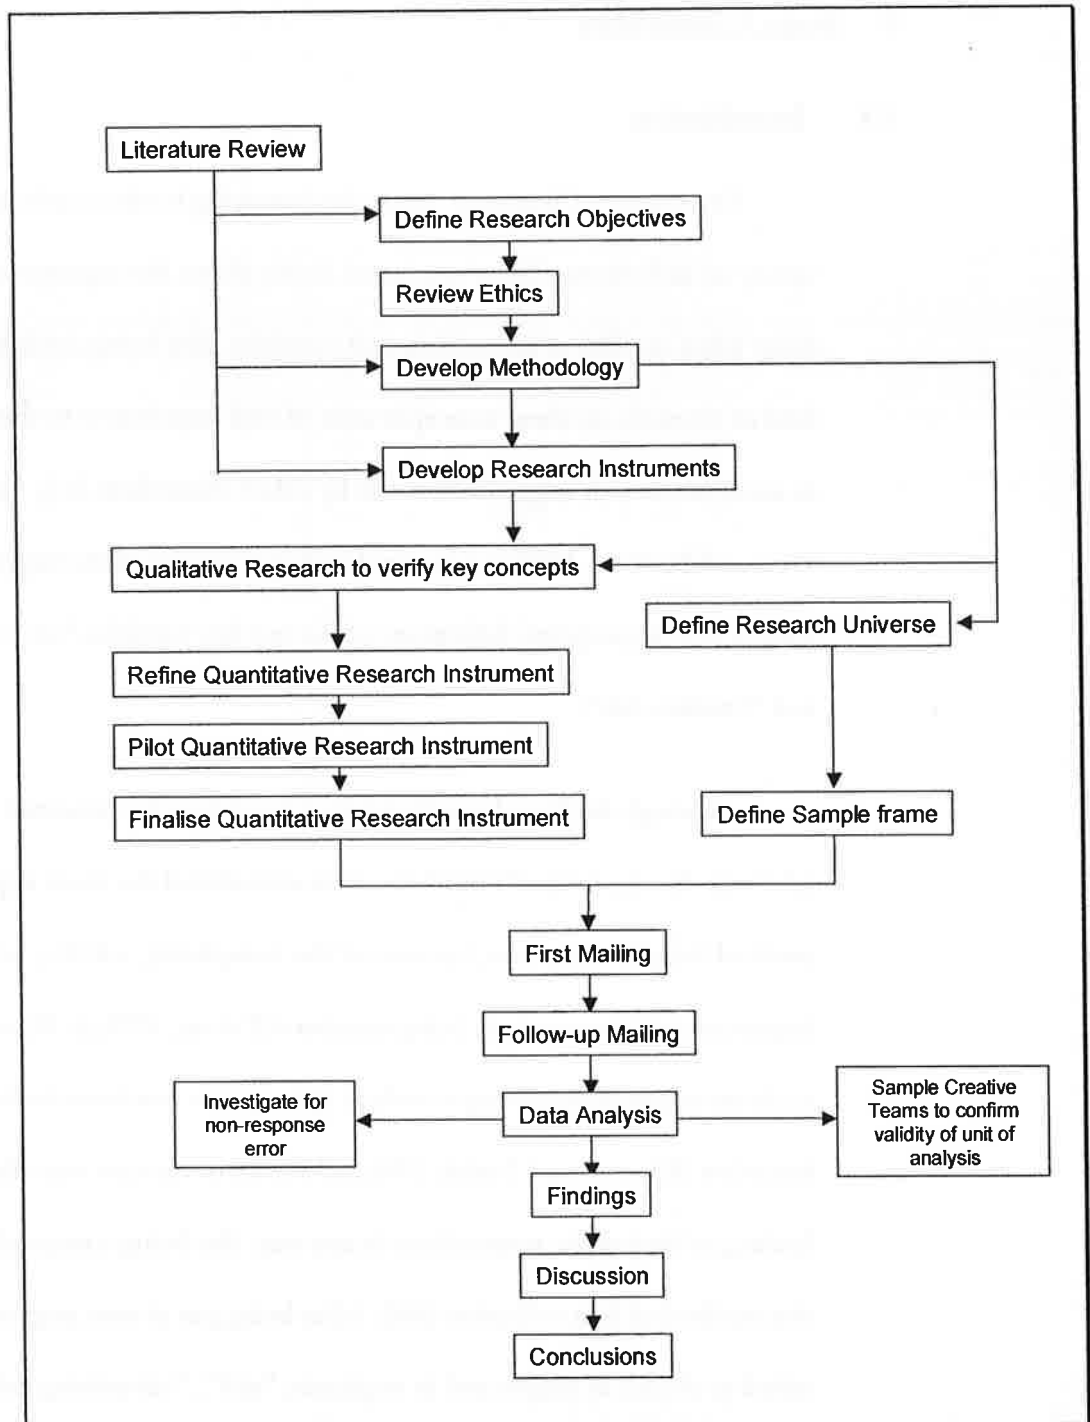 Literature Review
Define Research Objectives
Review Ethics
Develop Methodology
Develop Research Instruments
Qualitative Research to verify key concepts
Define Research Universe
Refine Quantitative Research Instrument
Pilot Quantitative Research Instrument
Finalise Quantitative Research Instrument
Define Sample frame
First Mailing
Follow-up Mailing
Investigate for
non-response
error
Data Analysis
Sample Creative
Teams to confirm
validity of unit of
analysis
Findings
Discussion
Conclusions